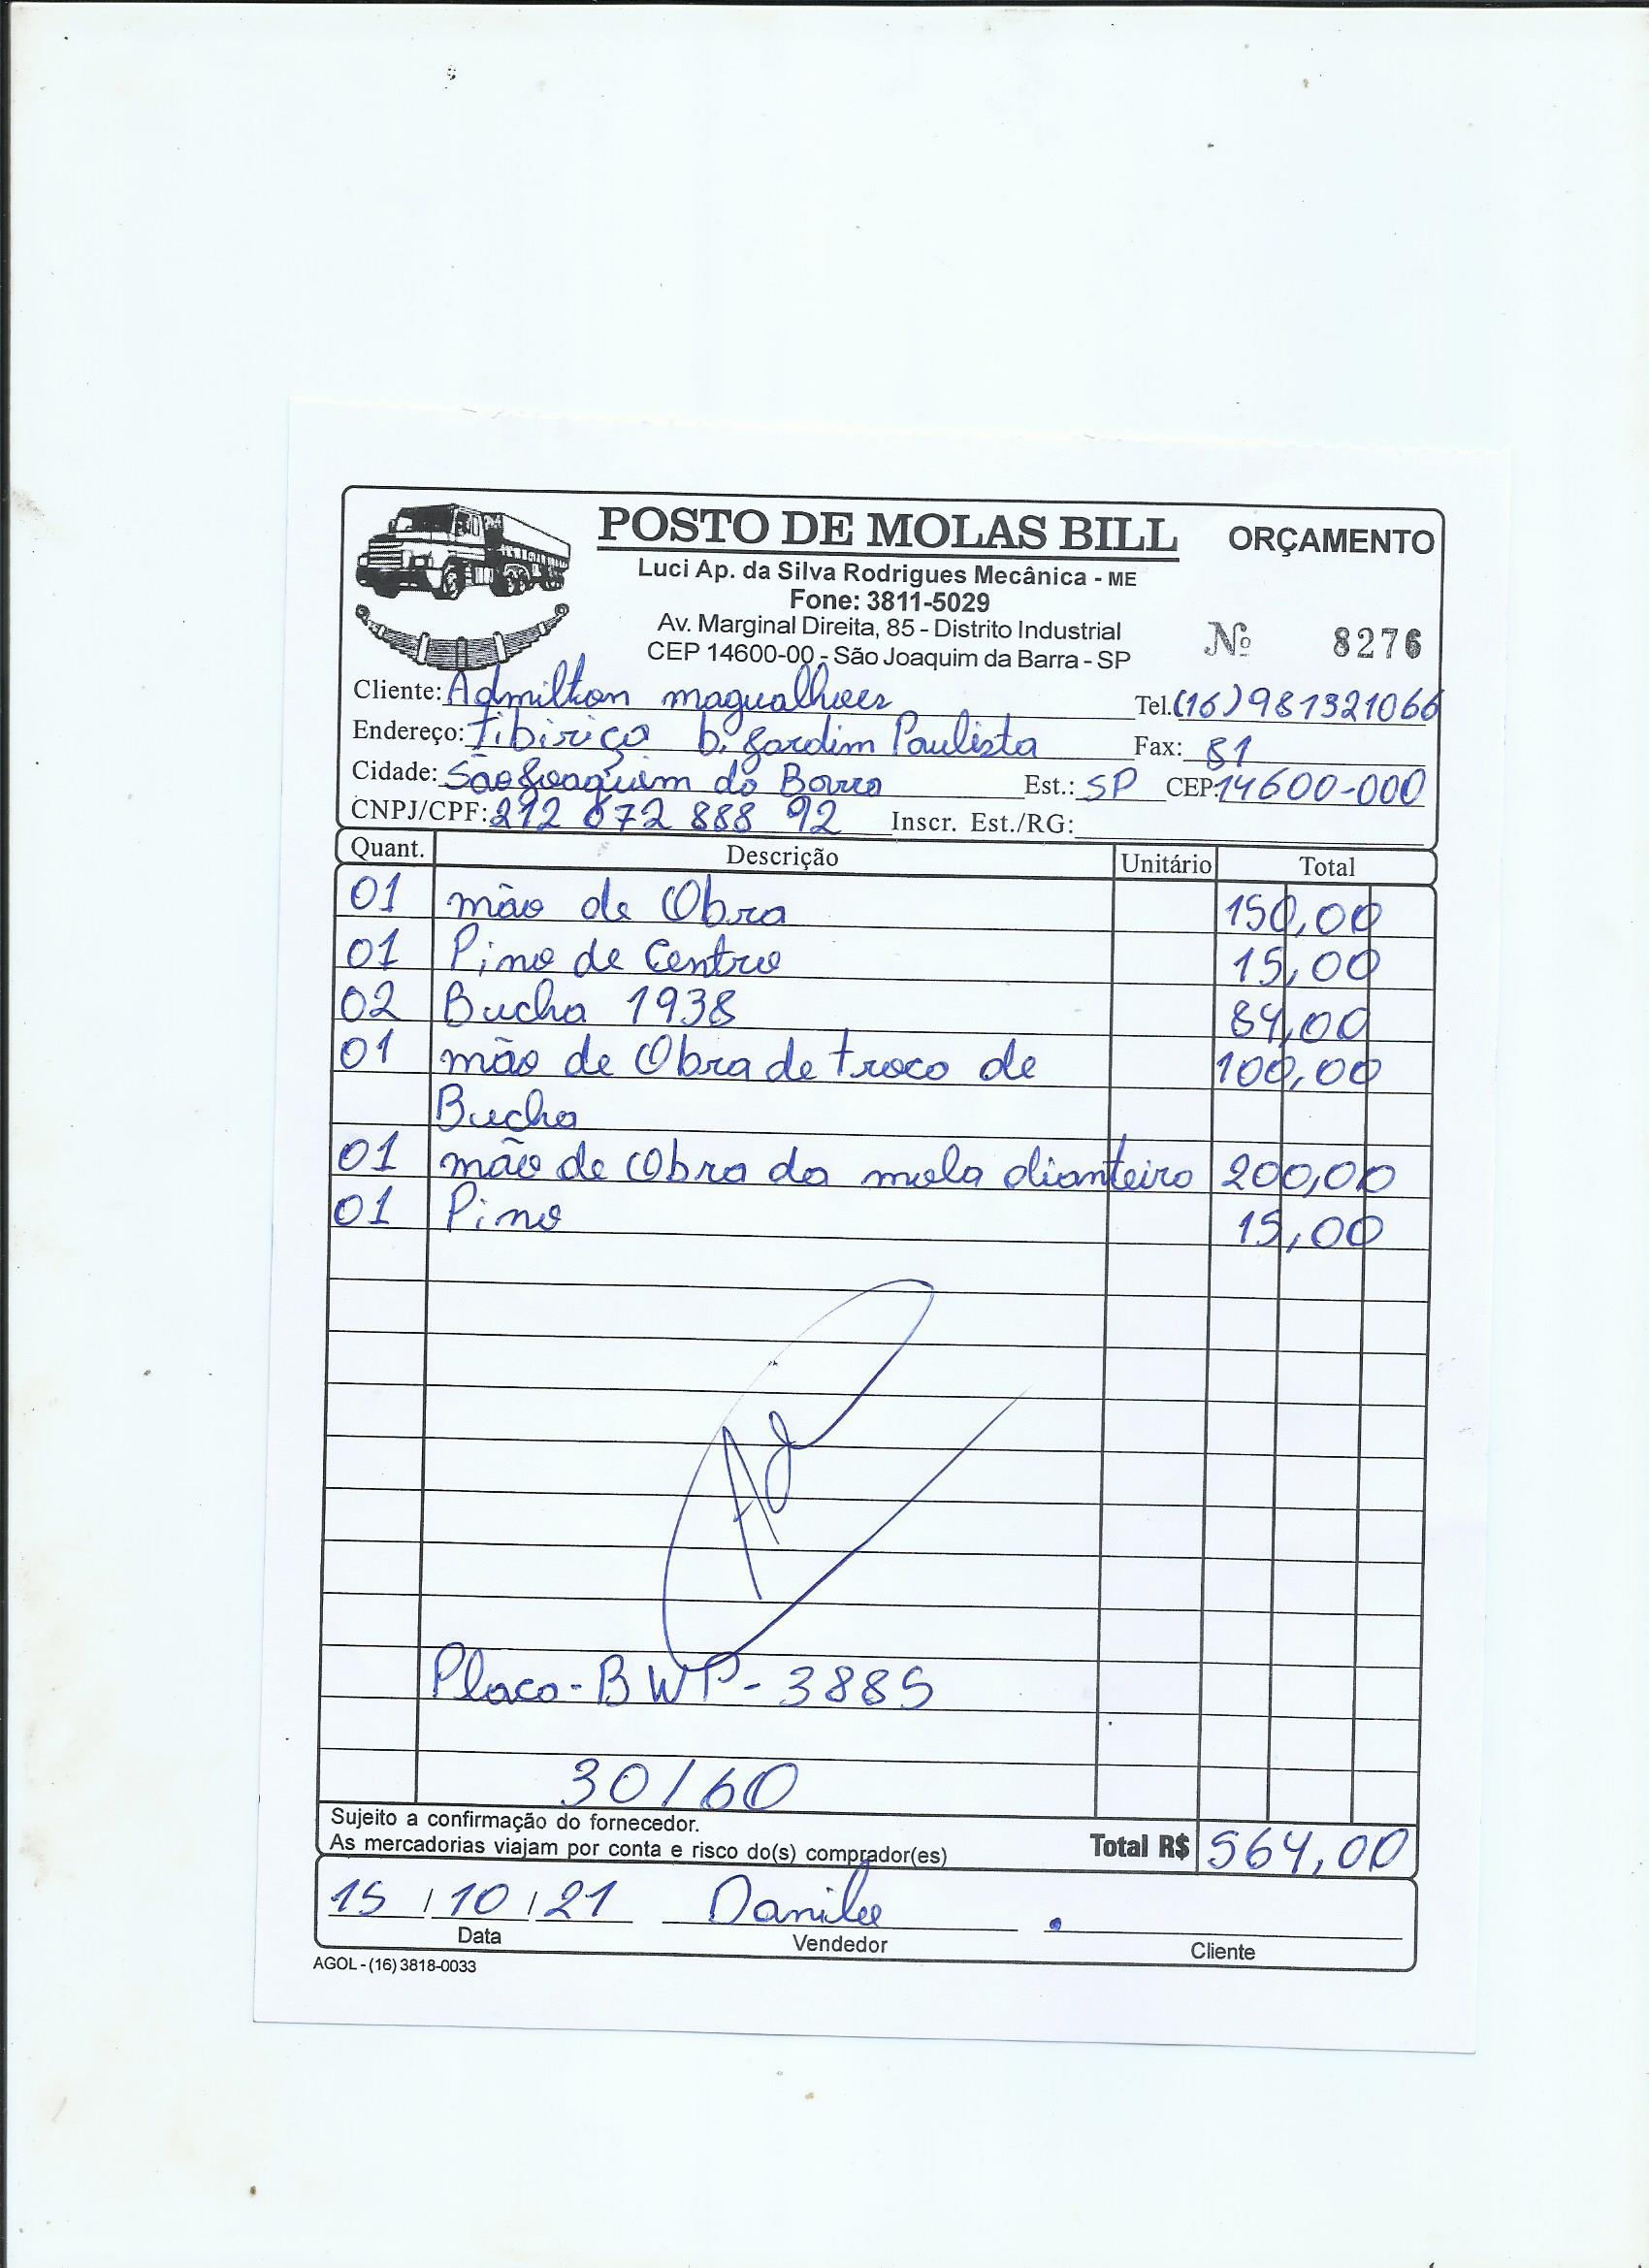 POSTO DE MOLAS BILL ORÇAMENTO
Luci Ap. da Silva Rodrigues Mecânica - ME
Fone: 3811-5029
Av. Marginal Direita, 85 - Distrito Industrial
CEP 14600-00 - São Joaquim da Barra - SP
Nº 8276
Cliente: Admilton magualhaes Tel. (16) 981321066
Endereço: Tibiriça b. Jardim Paulista Fax: 81
Cidade: São Joaquim da Barra Est.: SP CEP: 14600-000
CNPJ/CPF: 212 672 888 92 Inscr. Est./RG:
Quant. Descrição Unitário Total
01 mão de Obra 150,00
01 Pino de Centro 15,00
02 Bucha 1938 84,00
01 mão de Obra de troca de 100,00
Bucha
01 mão de Obra da mola dianteira 200,00
01 Pino 15,00
Placa - BWP - 3885
30/60
Sujeito a confirmação do fornecedor.
As mercadorias viajam por conta e risco do(s) comprador(es)
Total R$ 564,00
15 / 10 / 21 Danilo
Data Vendedor Cliente
AGOL - (16) 3818-0033